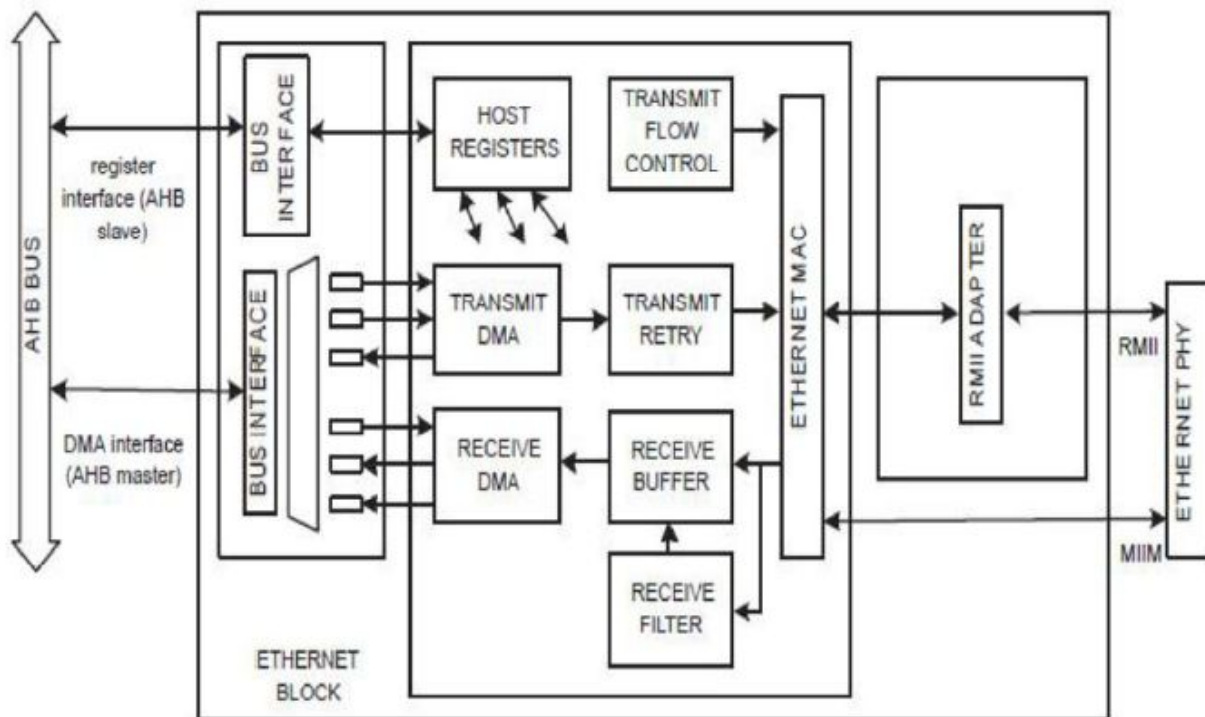 AHB BUS
register
interface (AHB
slave)
DMA interface
(AHB master)
BUS
INTERFACE
BUS INTERFACE
ETHERNET
BLOCK
HOST
REGISTERS
TRANSMIT
FLOW
CONTROL
TRANSMIT
DMA
TRANSMIT
RETRY
RECEIVE
DMA
RECEIVE
BUFFER
RECEIVE
FILTER
ETHERNET MAC
RMII ADAPTER
RMII
MIIM
ETHERNET PHY